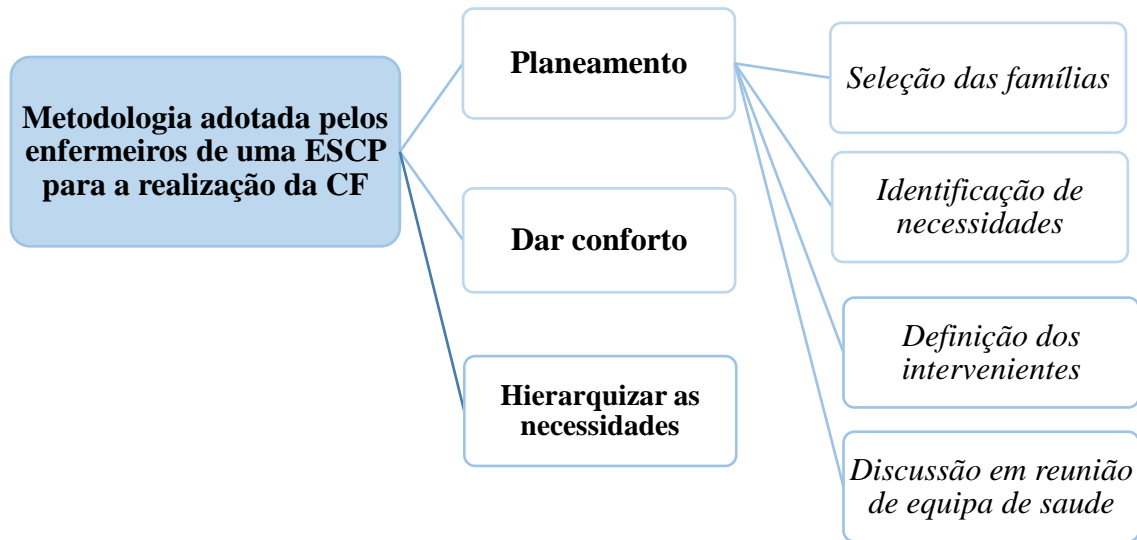 Metodologia adotada pelos
enfermeiros de uma ESCP
para a realização da CF
Planeamento
Dar conforto
Hierarquizar as
necessidades
Seleção das famílias
Identificação de
necessidades
Definição dos
intervenientes
Discussão em reunião
de equipa de saude